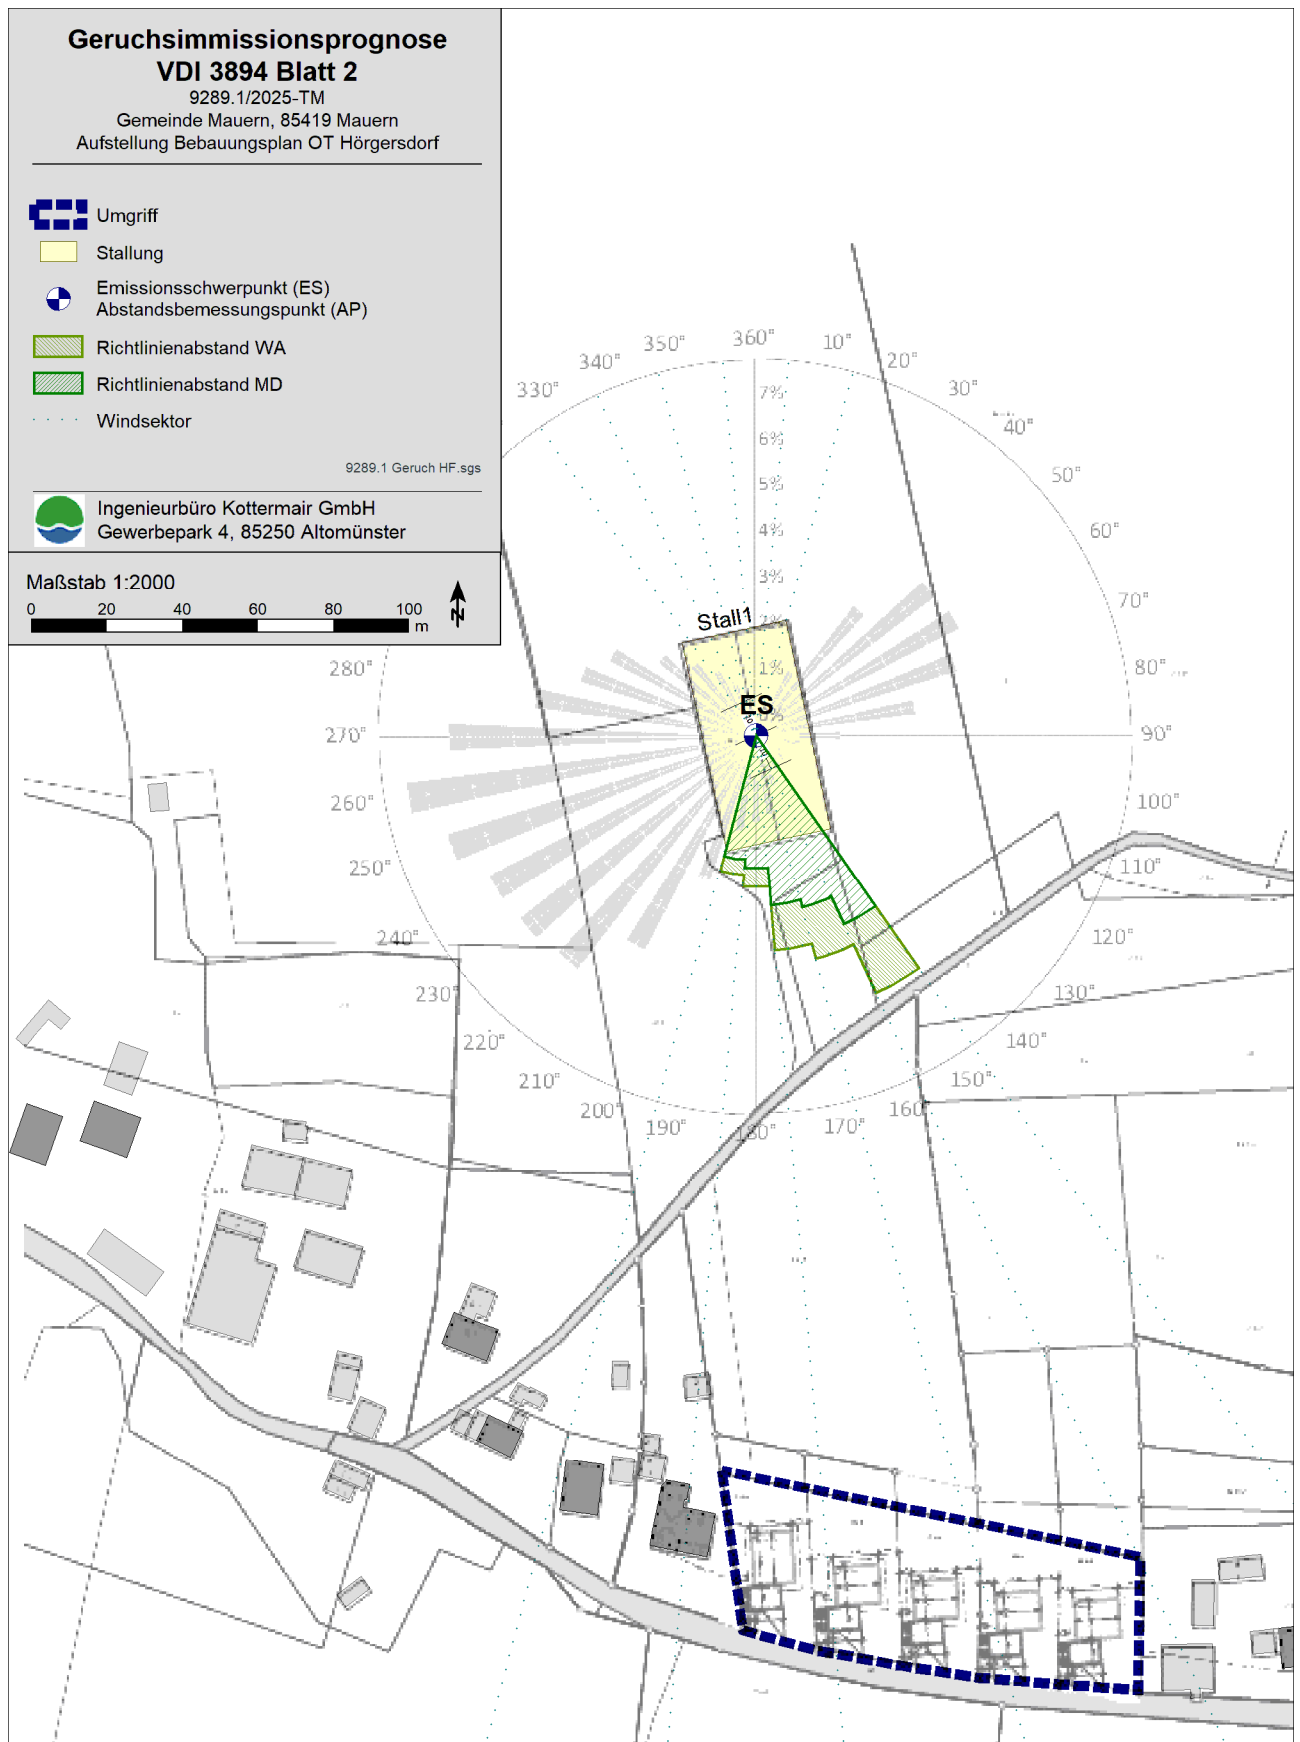 Geruchsimmissionsprognose
VDI 3894 Blatt 2
9289.1/2025-TM
Gemeinde Mauern, 85419 Mauern
Aufstellung Bebauungsplan OT Hörgersdorf
Umgriff
Stallung
Emissionsschwerpunkt (ES)
Abstandsbemessungspunkt (AP)
Richtlinienabstand WA
Richtlinienabstand MD
Windsektor
9289.1 Geruch HF.sgs
Ingenieurbüro Kottermair GmbH
Gewerbepark 4, 85250 Altomünster
Maßstab 1:2000
0 20 40 60 80 100
m
N
330°
340°
350°
360°
10°
20°
30°
40°
50°
60°
70°
80°
90°
100°
110°
120°
130°
140°
150°
160°
170°
180°
190°
200°
210°
220°
230°
240°
250°
260°
270°
280°
7%
6%
5%
4%
3%
2%
1%
0%
Stall1
ES